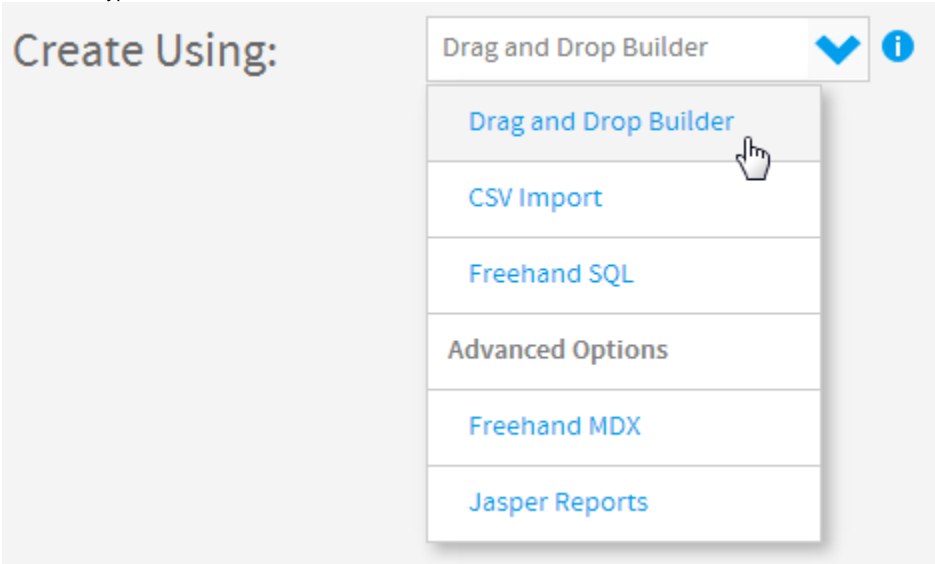 Create Using:
Drag and Drop Builder
Drag and Drop Builder
CSV Import
Freehand SQL
Advanced Options
Freehand MDX
Jasper Reports